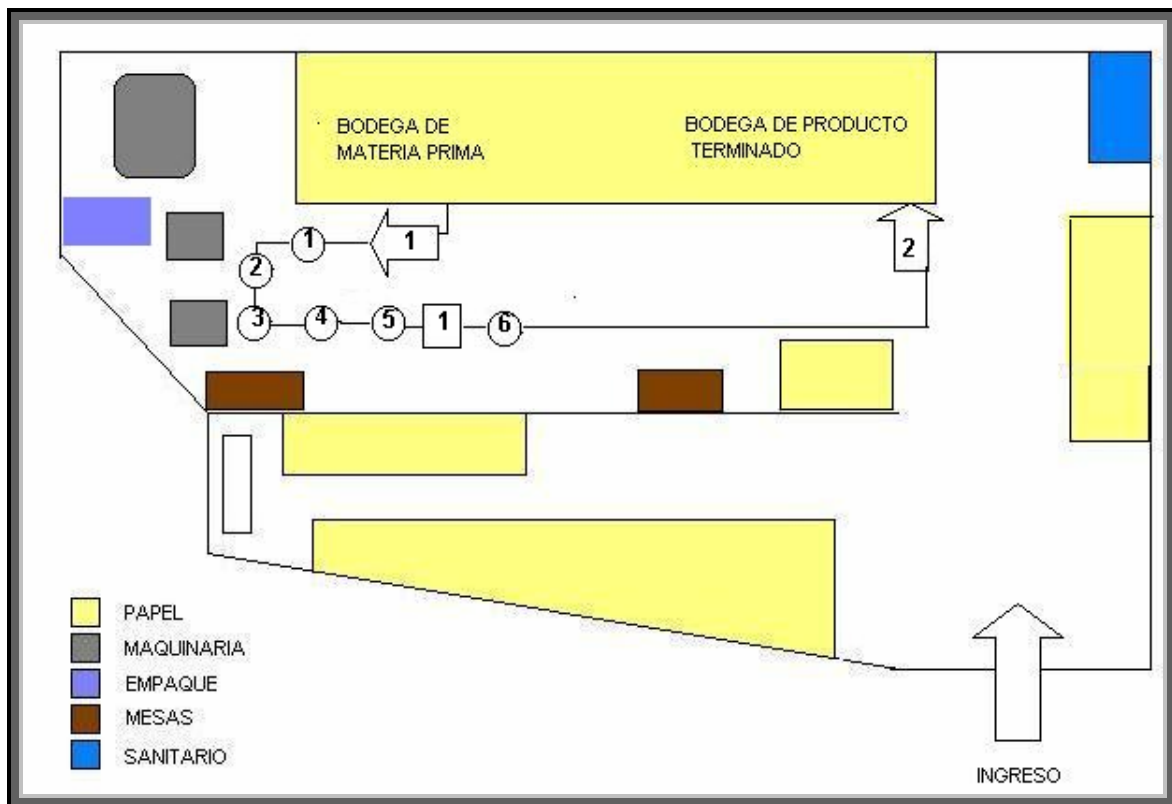 BODEGA DE
MATERIA PRIMA
BODEGA DE PRODUCTO
TERMINADO
1
1
2
2
3
4
5
1
6
PAPEL
MAQUINARIA
EMPAQUE
MESAS
SANITARIO
INGRESO